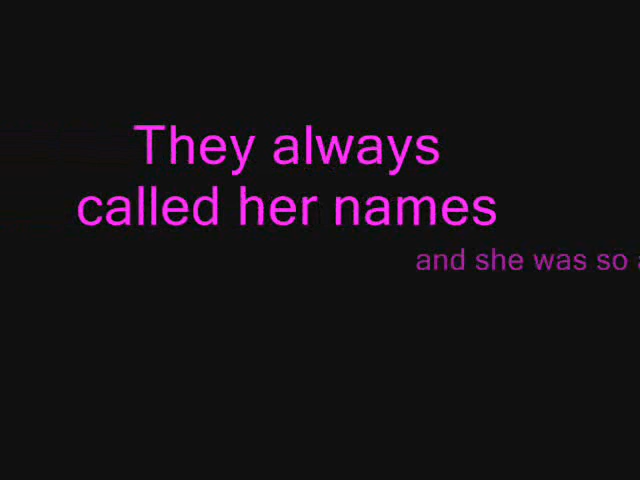 They always
called her names
and she was so